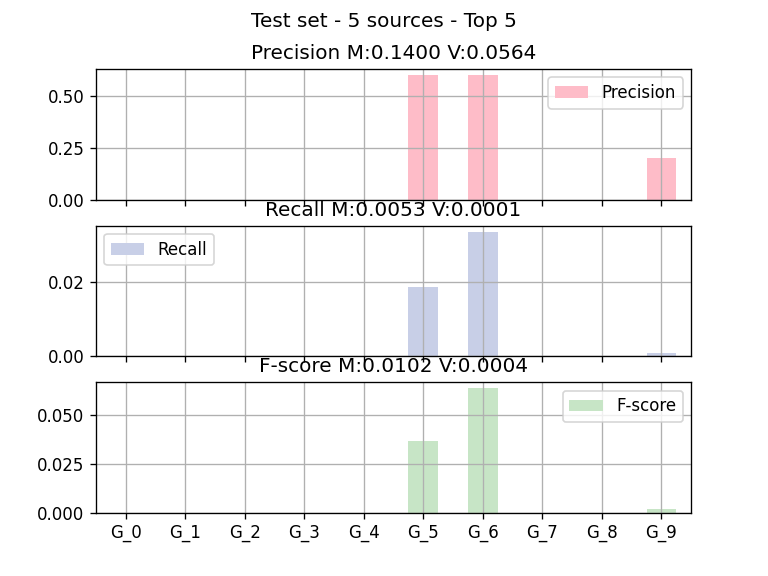 Test set - 5 sources - Top 5
Precision M:0.1400 V:0.0564
0.50
0.25
0.00
Precision
Recall M:0.0053 V:0.0001
0.02
0.00
Recall
F-score M:0.0102 V:0.0004
0.050
0.025
0.000
F-score
G_0 G_1 G_2 G_3 G_4 G_5 G_6 G_7 G_8 G_9